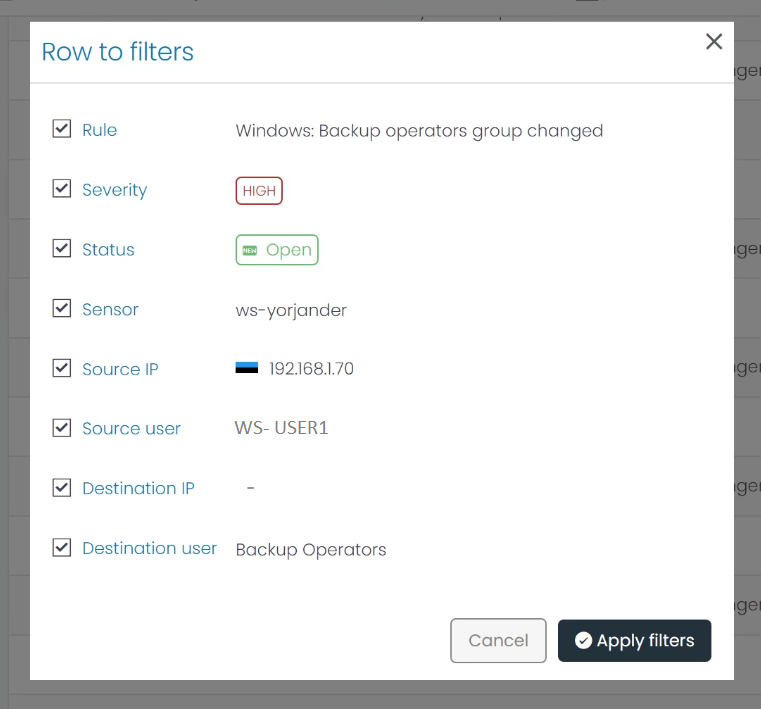 Row to filters
Rule Windows: Backup operators group changed
Severity HIGH
Status NEW Open
Sensor ws-yorjander
Source IP 192.168.1.70
Source user WS- USER1
Destination IP -
Destination user Backup Operators
Cancel Apply filters